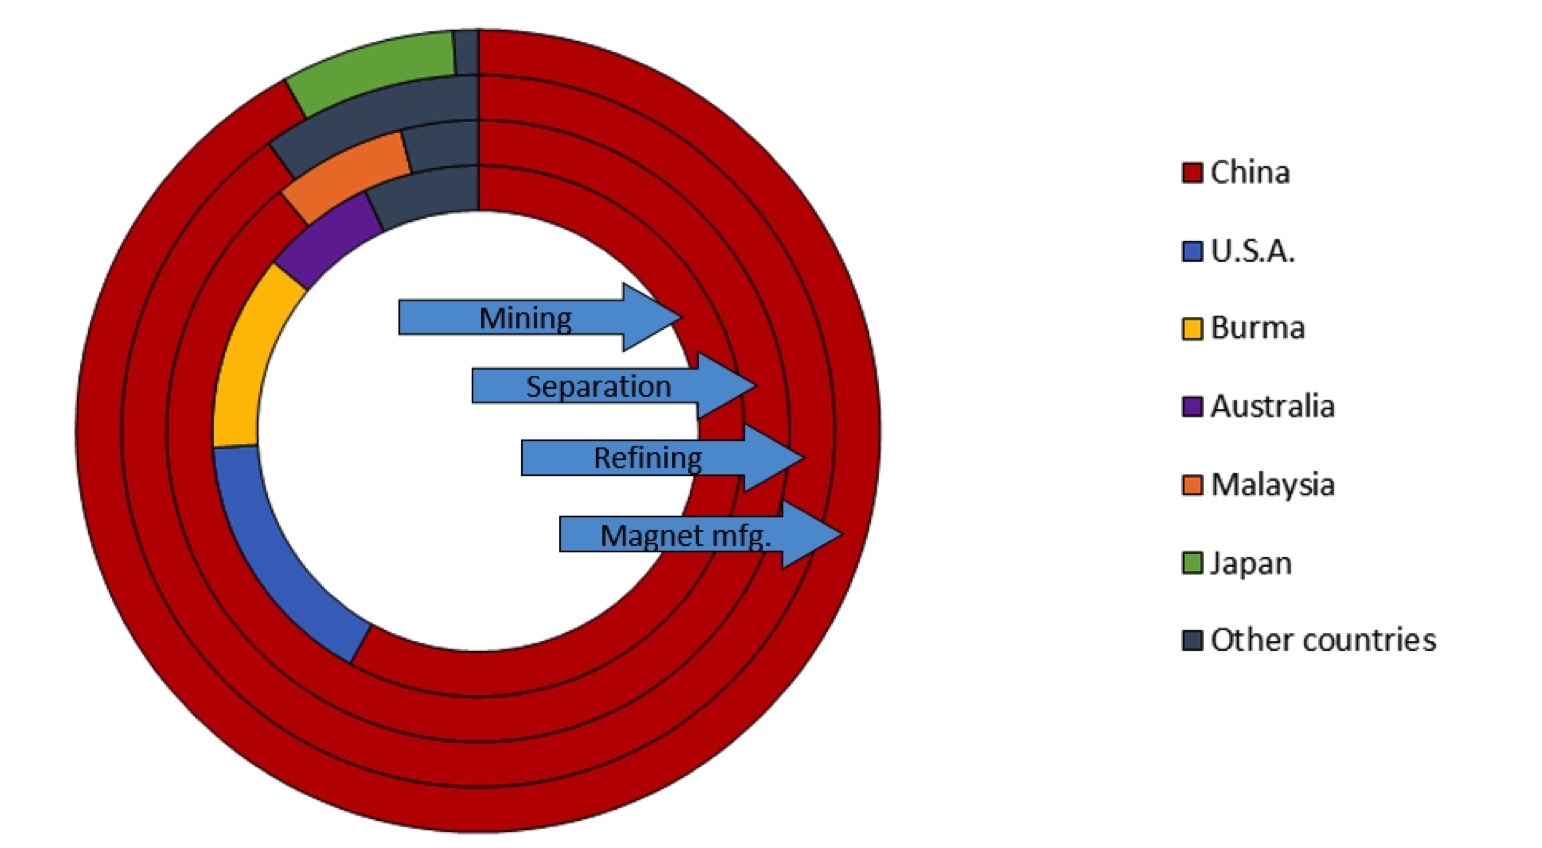 Mining
Separation
Refining
Magnet mfg.
China
U.S.A.
Burma
Australia
Malaysia
Japan
Other countries